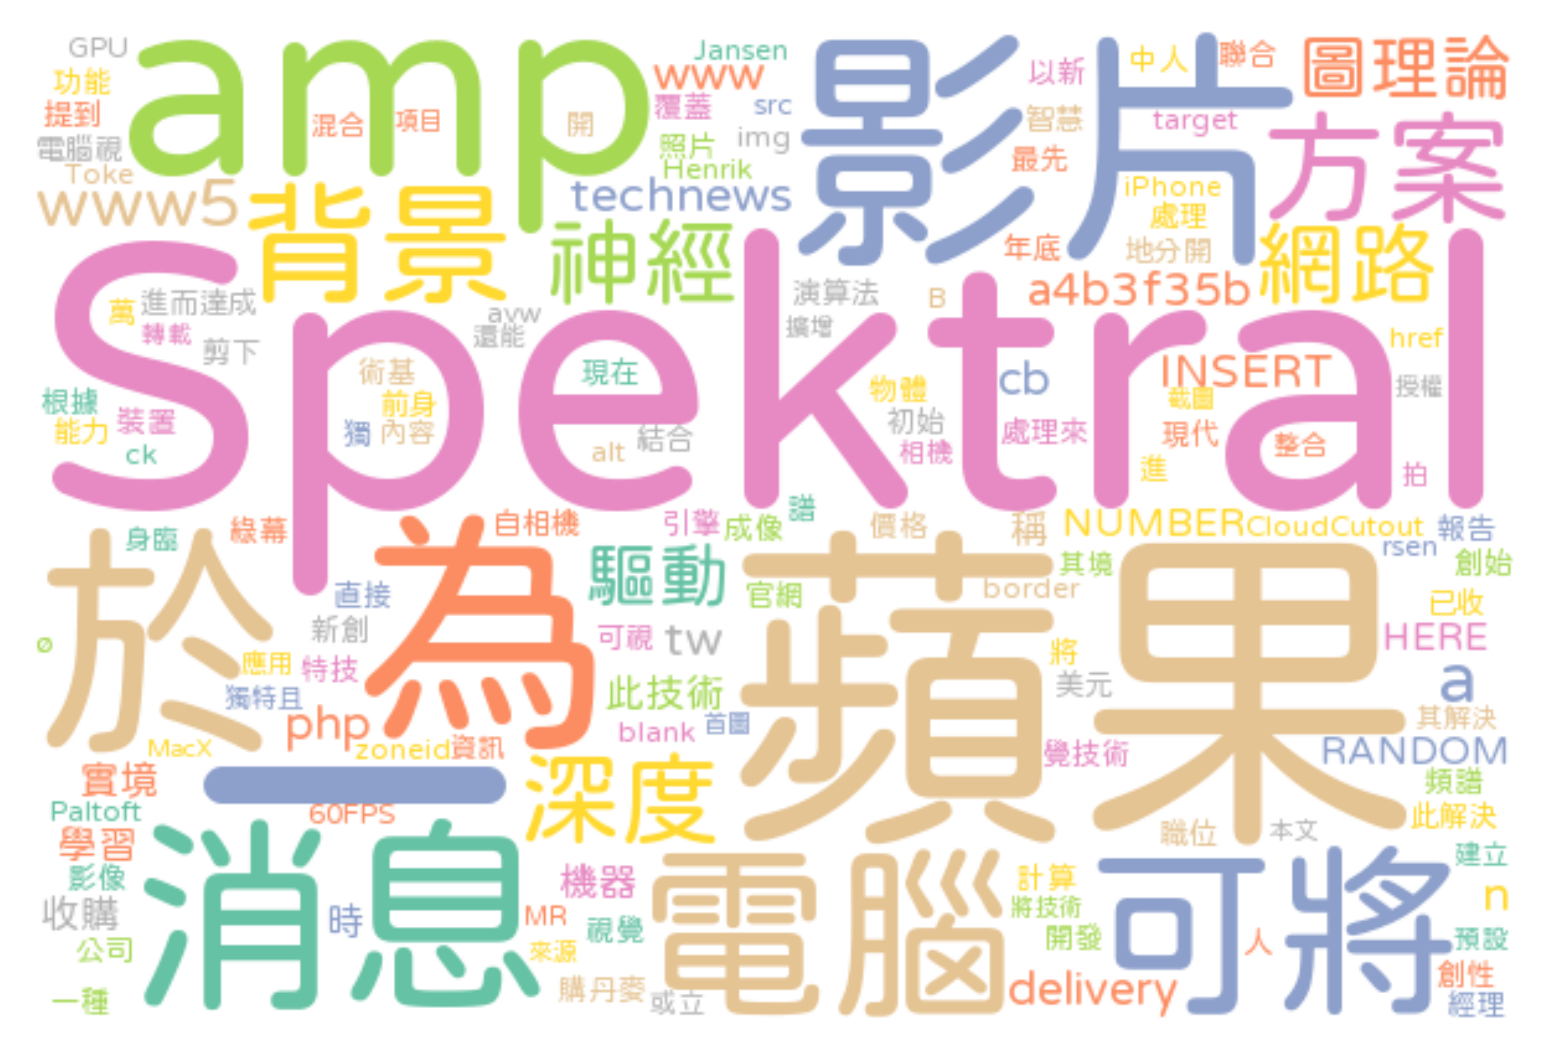 GPU
amp
Jansen
www
影片
以新
中人
聯合
圖理論
功能
提到
混合
項目
開
覆蓋
src
智慧
target
方案
電腦視
照片
img
最先
Toke
Henrik
www5
背景
technews
iPhone
處理
神經
年底
地分開
網路
Spektral
萬
進而達成
avw
還能
演算法
B
a4b3f35b
轉載
剪下
擴增
href
術基
現在
物體
cb
INSERT
授權
根據
裝置
前身
截圖
能力
獨
內容
初始
處理來
現代
整合
ck
alt
結合
相機
進
拍
身臨
綠幕
自相機
引擎
成像
譜
價格
稱
NUMBER
CloudCutout
報告
rsen
於
為
驅動
蘋果
其境
創始
直接
官網
border
已收
新創
可視
tw
將
HERE
ø
應用
特技
美元
a
獨特且
此技術
php
blank
首圖
其解決
MacX
zoneid
資訊
覺技術
RANDOM
實境
一
深度
頻譜
Paltoft
60FPS
此解決
學習
消息
職位
本文
影像
機器
電腦
計算
可將
建立
收購
時
MR
視覺
將技術
n
公司
來源
開發
人
預設
一種
購丹麥
或立
delivery
創性
經理